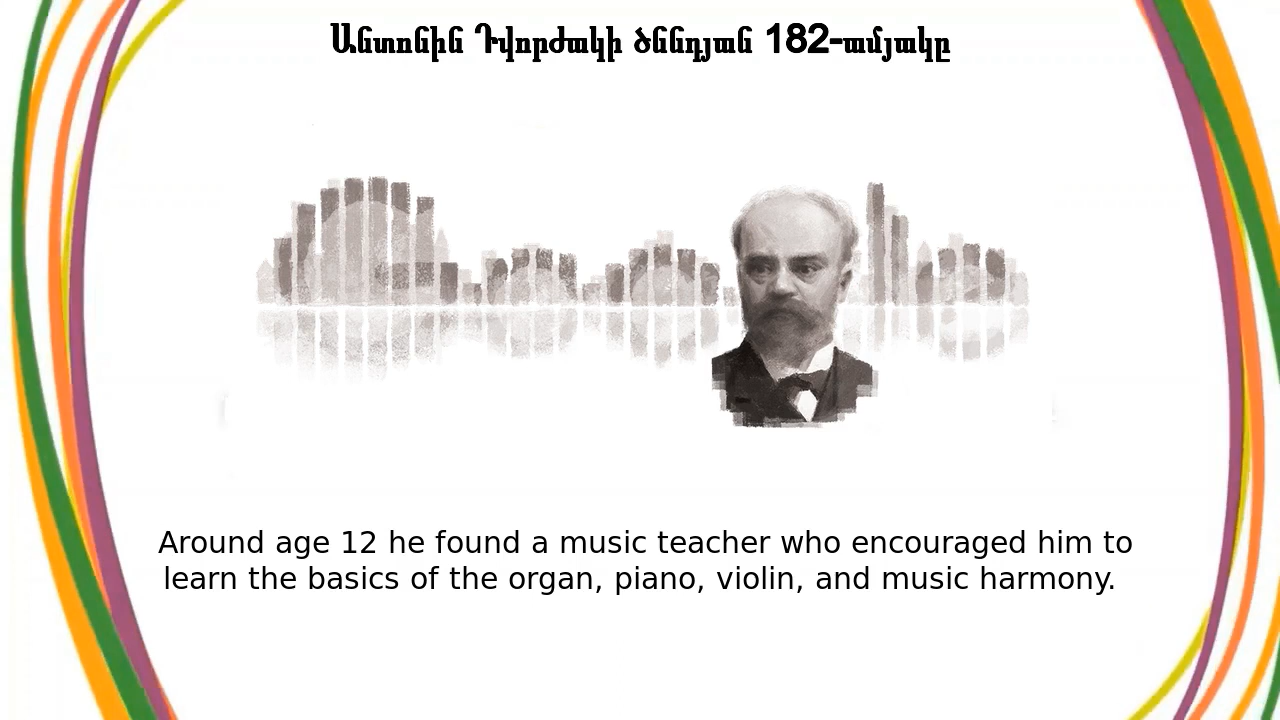 Անտոնին Դվորժակի ծննդյան 182-ամյակը
Around age 12 he found a music teacher who encouraged him to
learn the basics of the organ, piano, violin, and music harmony.